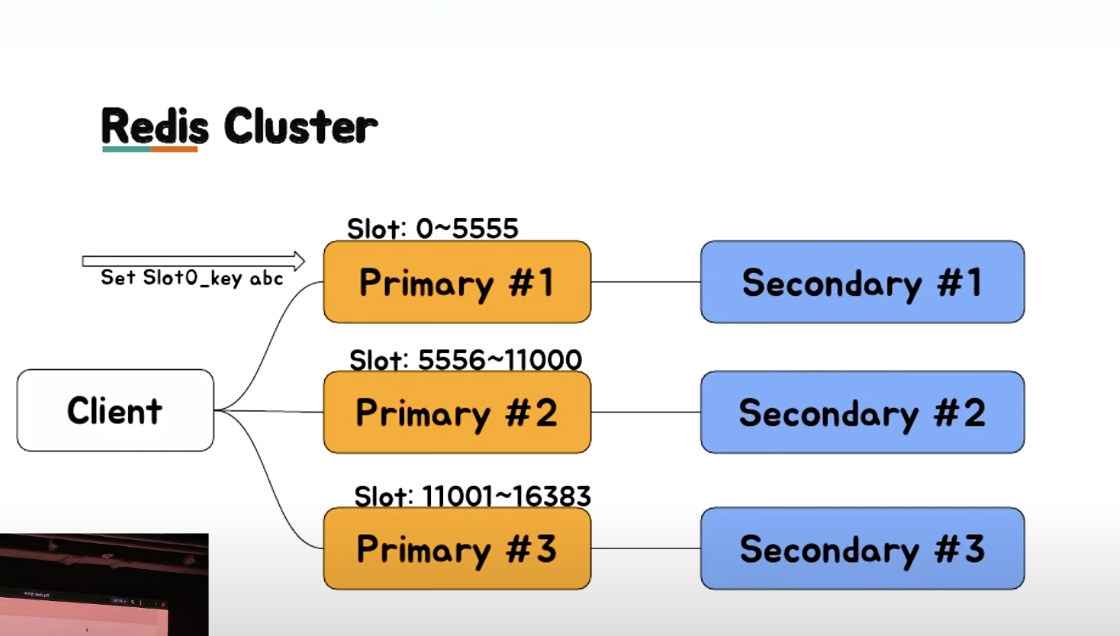 Redis Cluster
Slot: 0~5555
Set Slot0_key abc
Primary #1
Secondary #1
Slot: 5556~11000
Client
Primary #2
Secondary #2
Slot: 11001~16383
Primary #3
Secondary #3